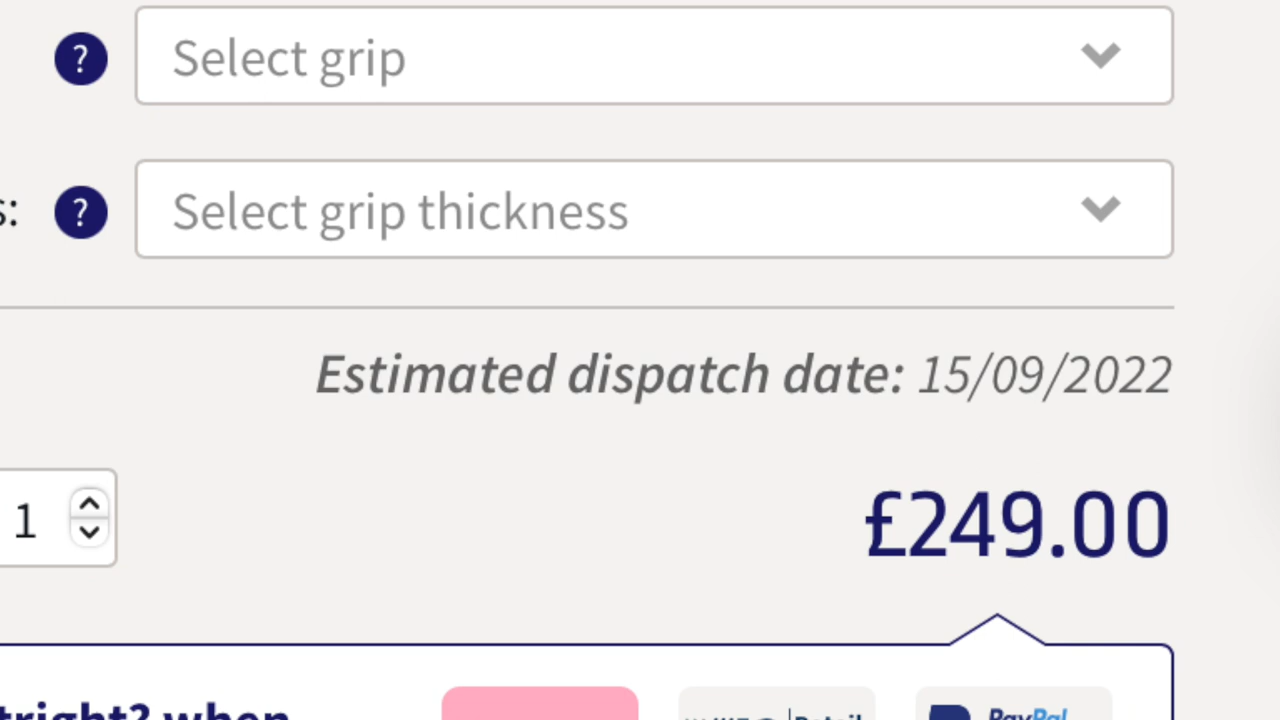 ? Select grip
s: ? Select grip thickness
Estimated dispatch date: 15/09/2022
1
£249.00
PayPal